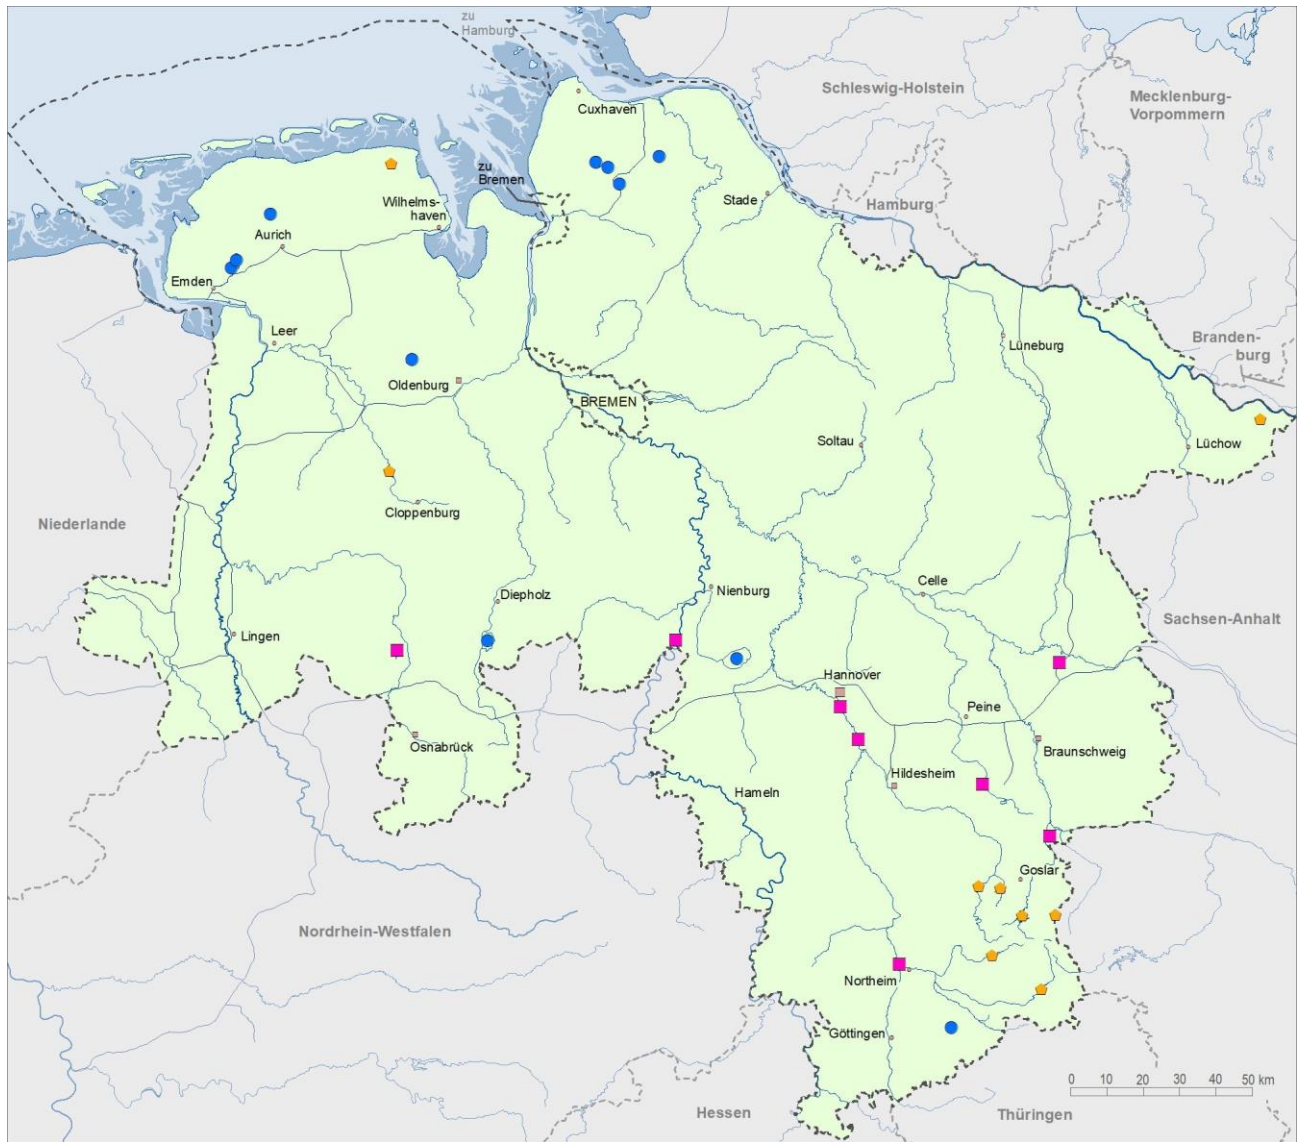 zu
Hamburg
Schleswig-Holstein
Mecklenburg-
Vorpommern
Cuxhaven
zu
Bremen
Stade
Hamburg
Wilhelms-
haven
Aurich
Emden
Leer
Lüneburg
Branden-
burg
Oldenburg
BREMEN
Soltau
Lüchow
Niederlande
Cloppenburg
Diepholz
Nienburg
Celle
Sachsen-Anhalt
Lingen
Hannover
Peine
Osnabrück
Braunschweig
Hildesheim
Hameln
Goslar
Nordrhein-Westfalen
Northeim
Göttingen
0 10 20 30 40 50 km
Hessen
Thüringen